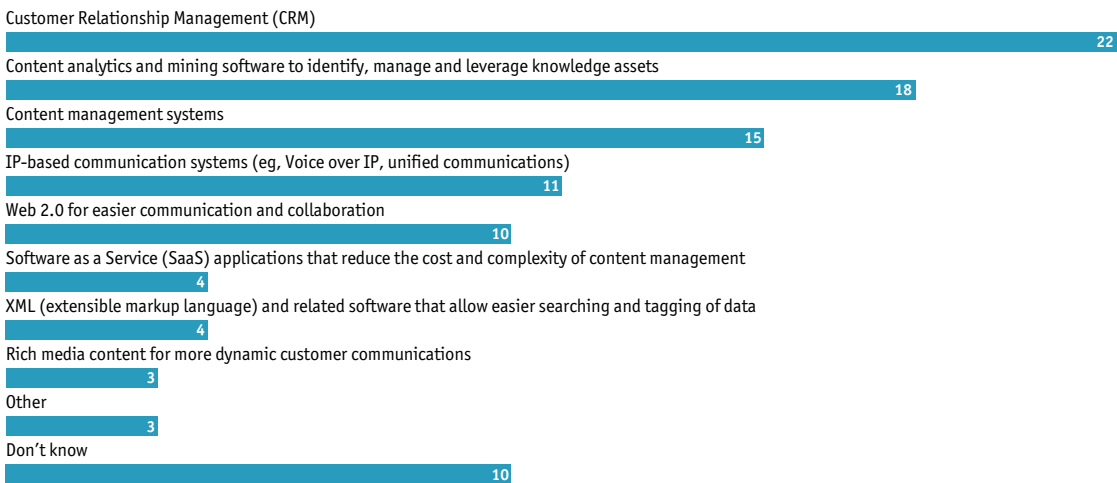 Customer Relationship Management (CRM)
22
Content analytics and mining software to identify, manage and leverage knowledge assets
18
Content management systems
15
IP-based communication systems (eg, Voice over IP, unified communications)
11
Web 2.0 for easier communication and collaboration
10
Software as a Service (SaaS) applications that reduce the cost and complexity of content management
4
XML (extensible markup language) and related software that allow easier searching and tagging of data
4
Rich media content for more dynamic customer communications
3
Other
3
Don't know
10